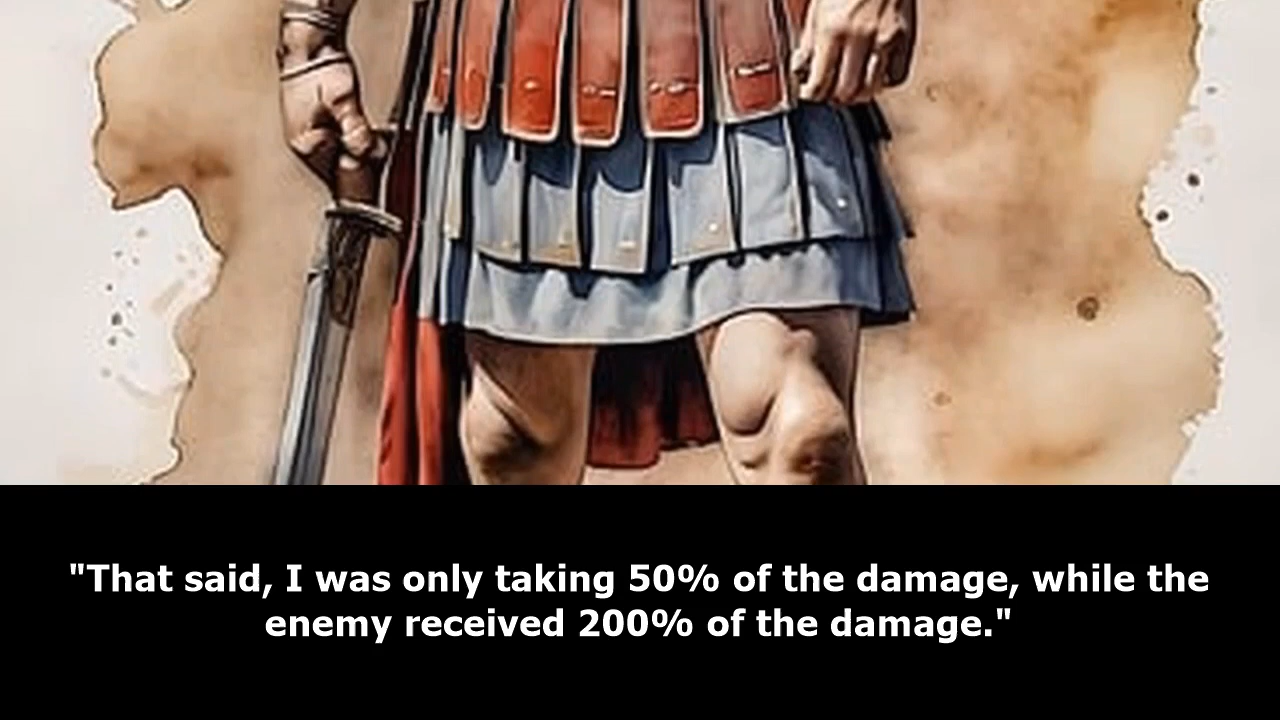 "That said, I was only taking 50% of the damage, while the
enemy received 200% of the damage."